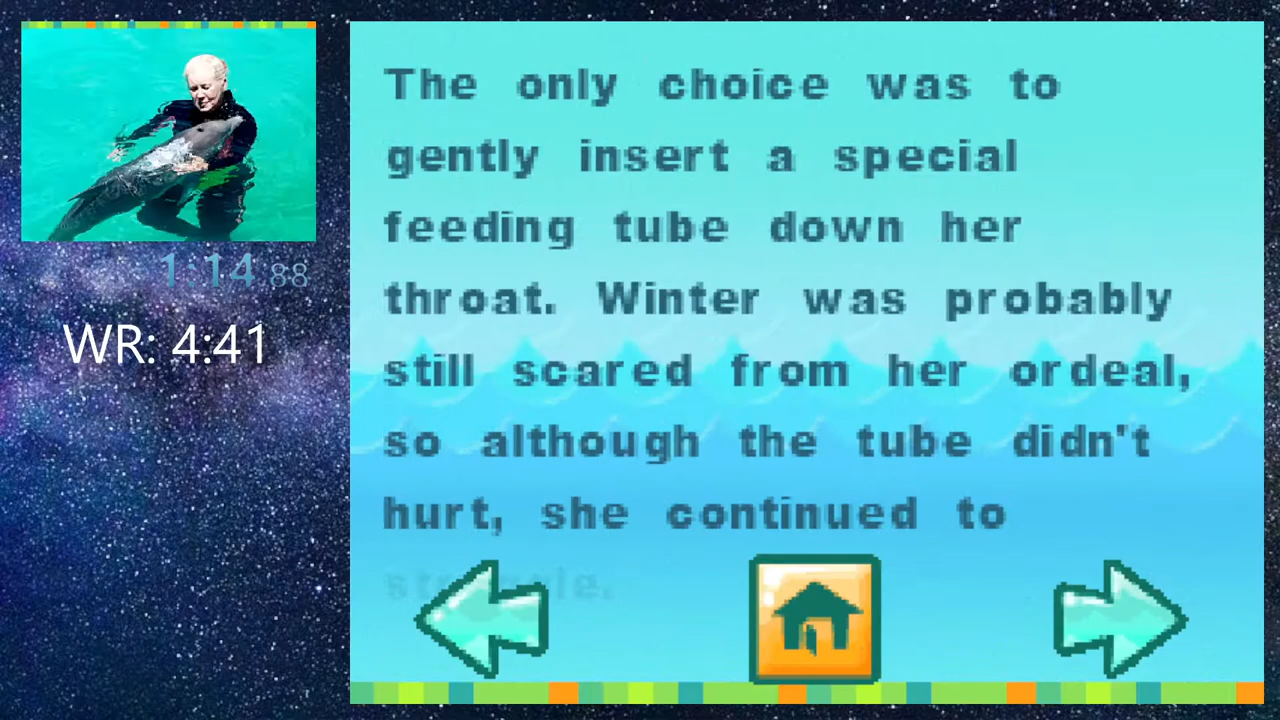 The only choice was to
gently insert a special
feeding tube down her
throat. Winter was probably
still scared from her ordeal,
so although the tube didn't
hurt, she continued to
struggle.
1:14 88
WR: 4:41